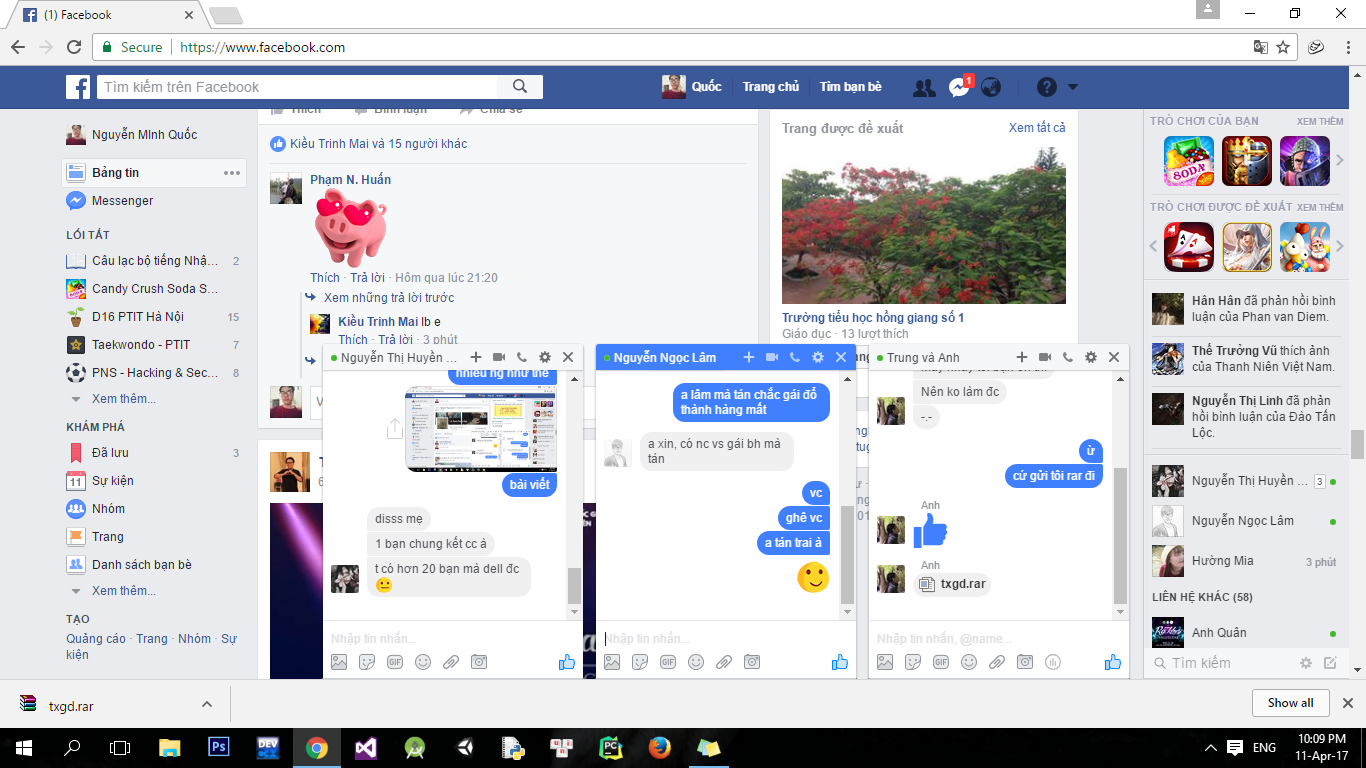 (1) Facebook
Secure
https://www.facebook.com
Tìm kiếm trên Facebook
Quốc
Trang chủ
Tìm bạn bè
1
Nguyễn MInh Quốc
Bảng tin
Messenger
LỐI TẮT
Câu lạc bộ tiếng Nhậ... 2
Candy Crush Soda S...
D16 PTIT Hà Nội 15
Taekwondo - PTIT 7
PNS - Hacking & Sec... 8
Xem thêm...
KHÁM PHÁ
Đã lưu 3
11 Sự kiện
Nhóm
Trang
Danh sách bạn bè
Xem thêm...
TẠO
Quảng cáo · Trang · Nhóm · Sự
kiện
Thích Bình luận Chia sẻ
Kiều Trinh Mai và 15 người khác
Phạm N. Huấn
Thích · Trả lời · Hôm qua lúc 21:20
Xem những trả lời trước
Kiều Trinh Mai lb e
Thích · Trả lời · 3 phút
Trang được đề xuất Xem tất cả
Trường tiểu học hồng giang số 1
Giáo dục · 13 lượt thích
Nguyễn Thị Huyền ...
nhiều ng như thế
bài viết
disss mẹ
1 bạn chung kết cc à
t có hơn 20 bạn mà dell đc
Nhập tin nhắn...
GIF
Nguyễn Ngọc Lâm
a lâm mà tán chắc gái đổ
thành hàng mất
a xin, có nc vs gái bh mà
tán
vc
ghê vc
a tán trai à
Nhập tin nhắn...
GIF
Trung và Anh
Nên ko làm đc
-.-
ừ
cứ gửi tôi rar đi
Anh
Anh
txgd.rar
Nhập tin nhắn, @name...
GIF
TRÒ CHƠI CỦA BẠN XEM THÊM
SODA
TRÒ CHƠI ĐƯỢC ĐỀ XUẤT XEM THÊM
Hân Hân đã phản hồi bình
luận của Phan van Diem.
Thế Trưởng Vũ thích ảnh
của Thanh Niên Việt Nam.
Nguyễn Thị Linh đã phản
hồi bình luận của Đào Tấn
Lộc.
Nguyễn Thị Huyền ... 3
Nguyễn Ngọc Lâm
Hường Mia 3 phút
LIÊN HỆ KHÁC (58)
Anh Quân
Tìm kiếm
txgd.rar
Show all
Ps
DEV
PC
ENG
10:09 PM
11-Apr-17